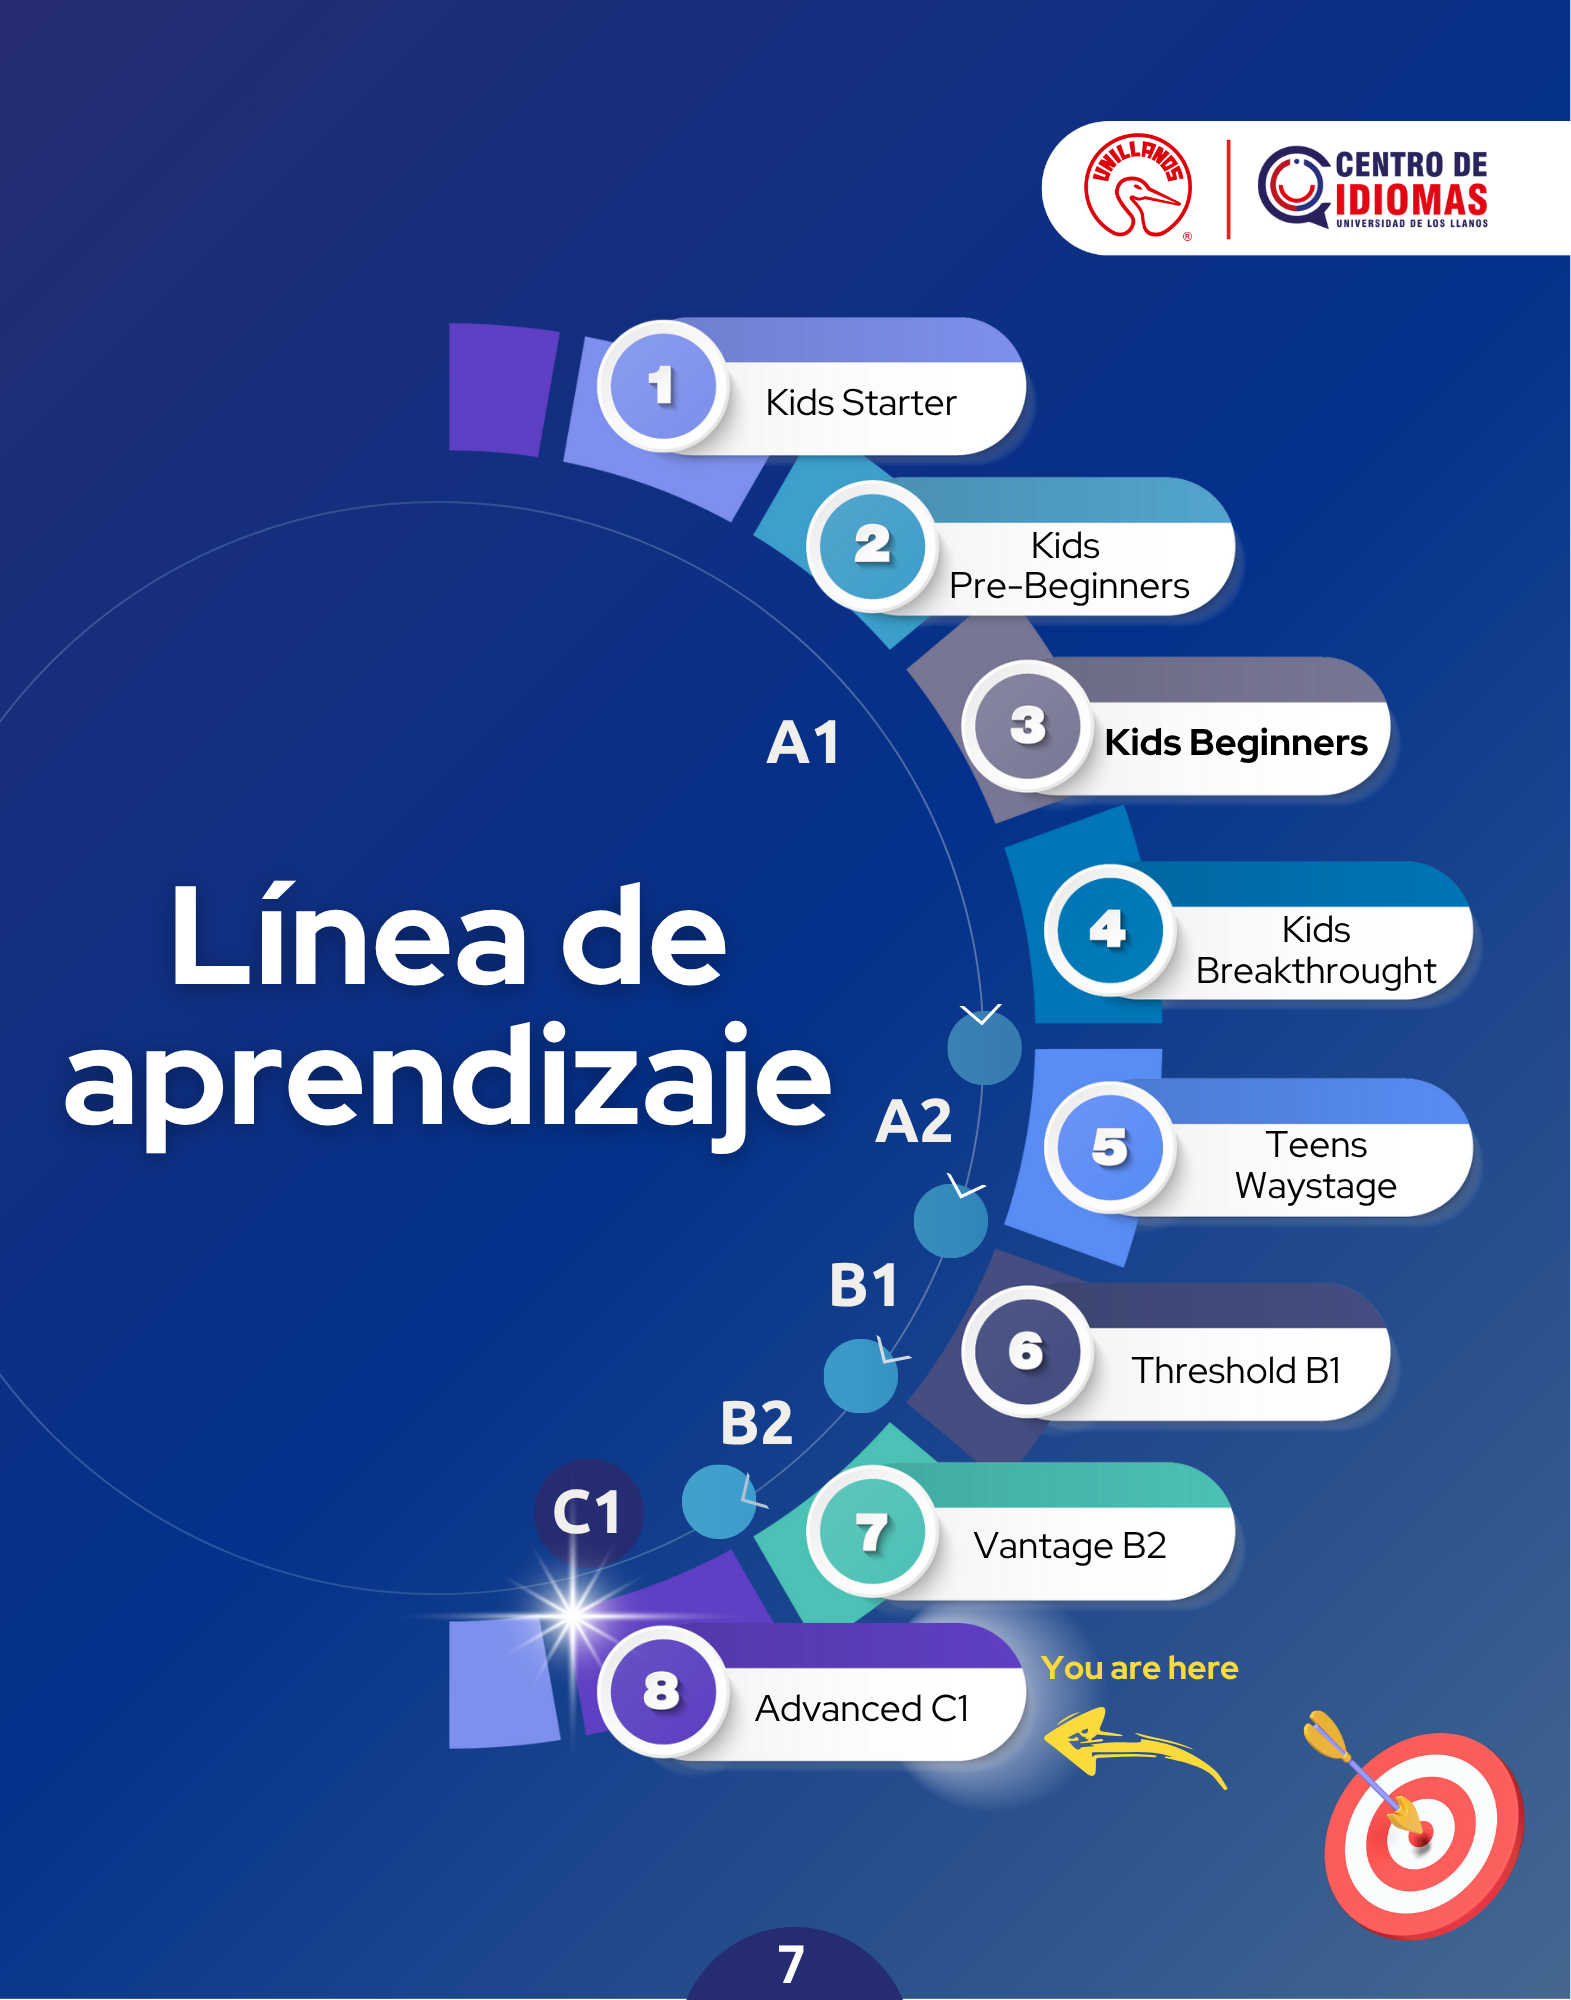 UNILLANOS
®
CENTRO DE
IDIOMAS
UNIVERSIDAD DE LOS LLANOS
1
Kids Starter
2
Kids
Pre-Beginners
3
Kids Beginners
A1
Línea de
aprendizaje
4
Kids
Breakthrought
A2
5
Teens
Waystage
B1
6
Threshold B1
B2
7
Vantage B2
C1
8
Advanced C1
You are here
7